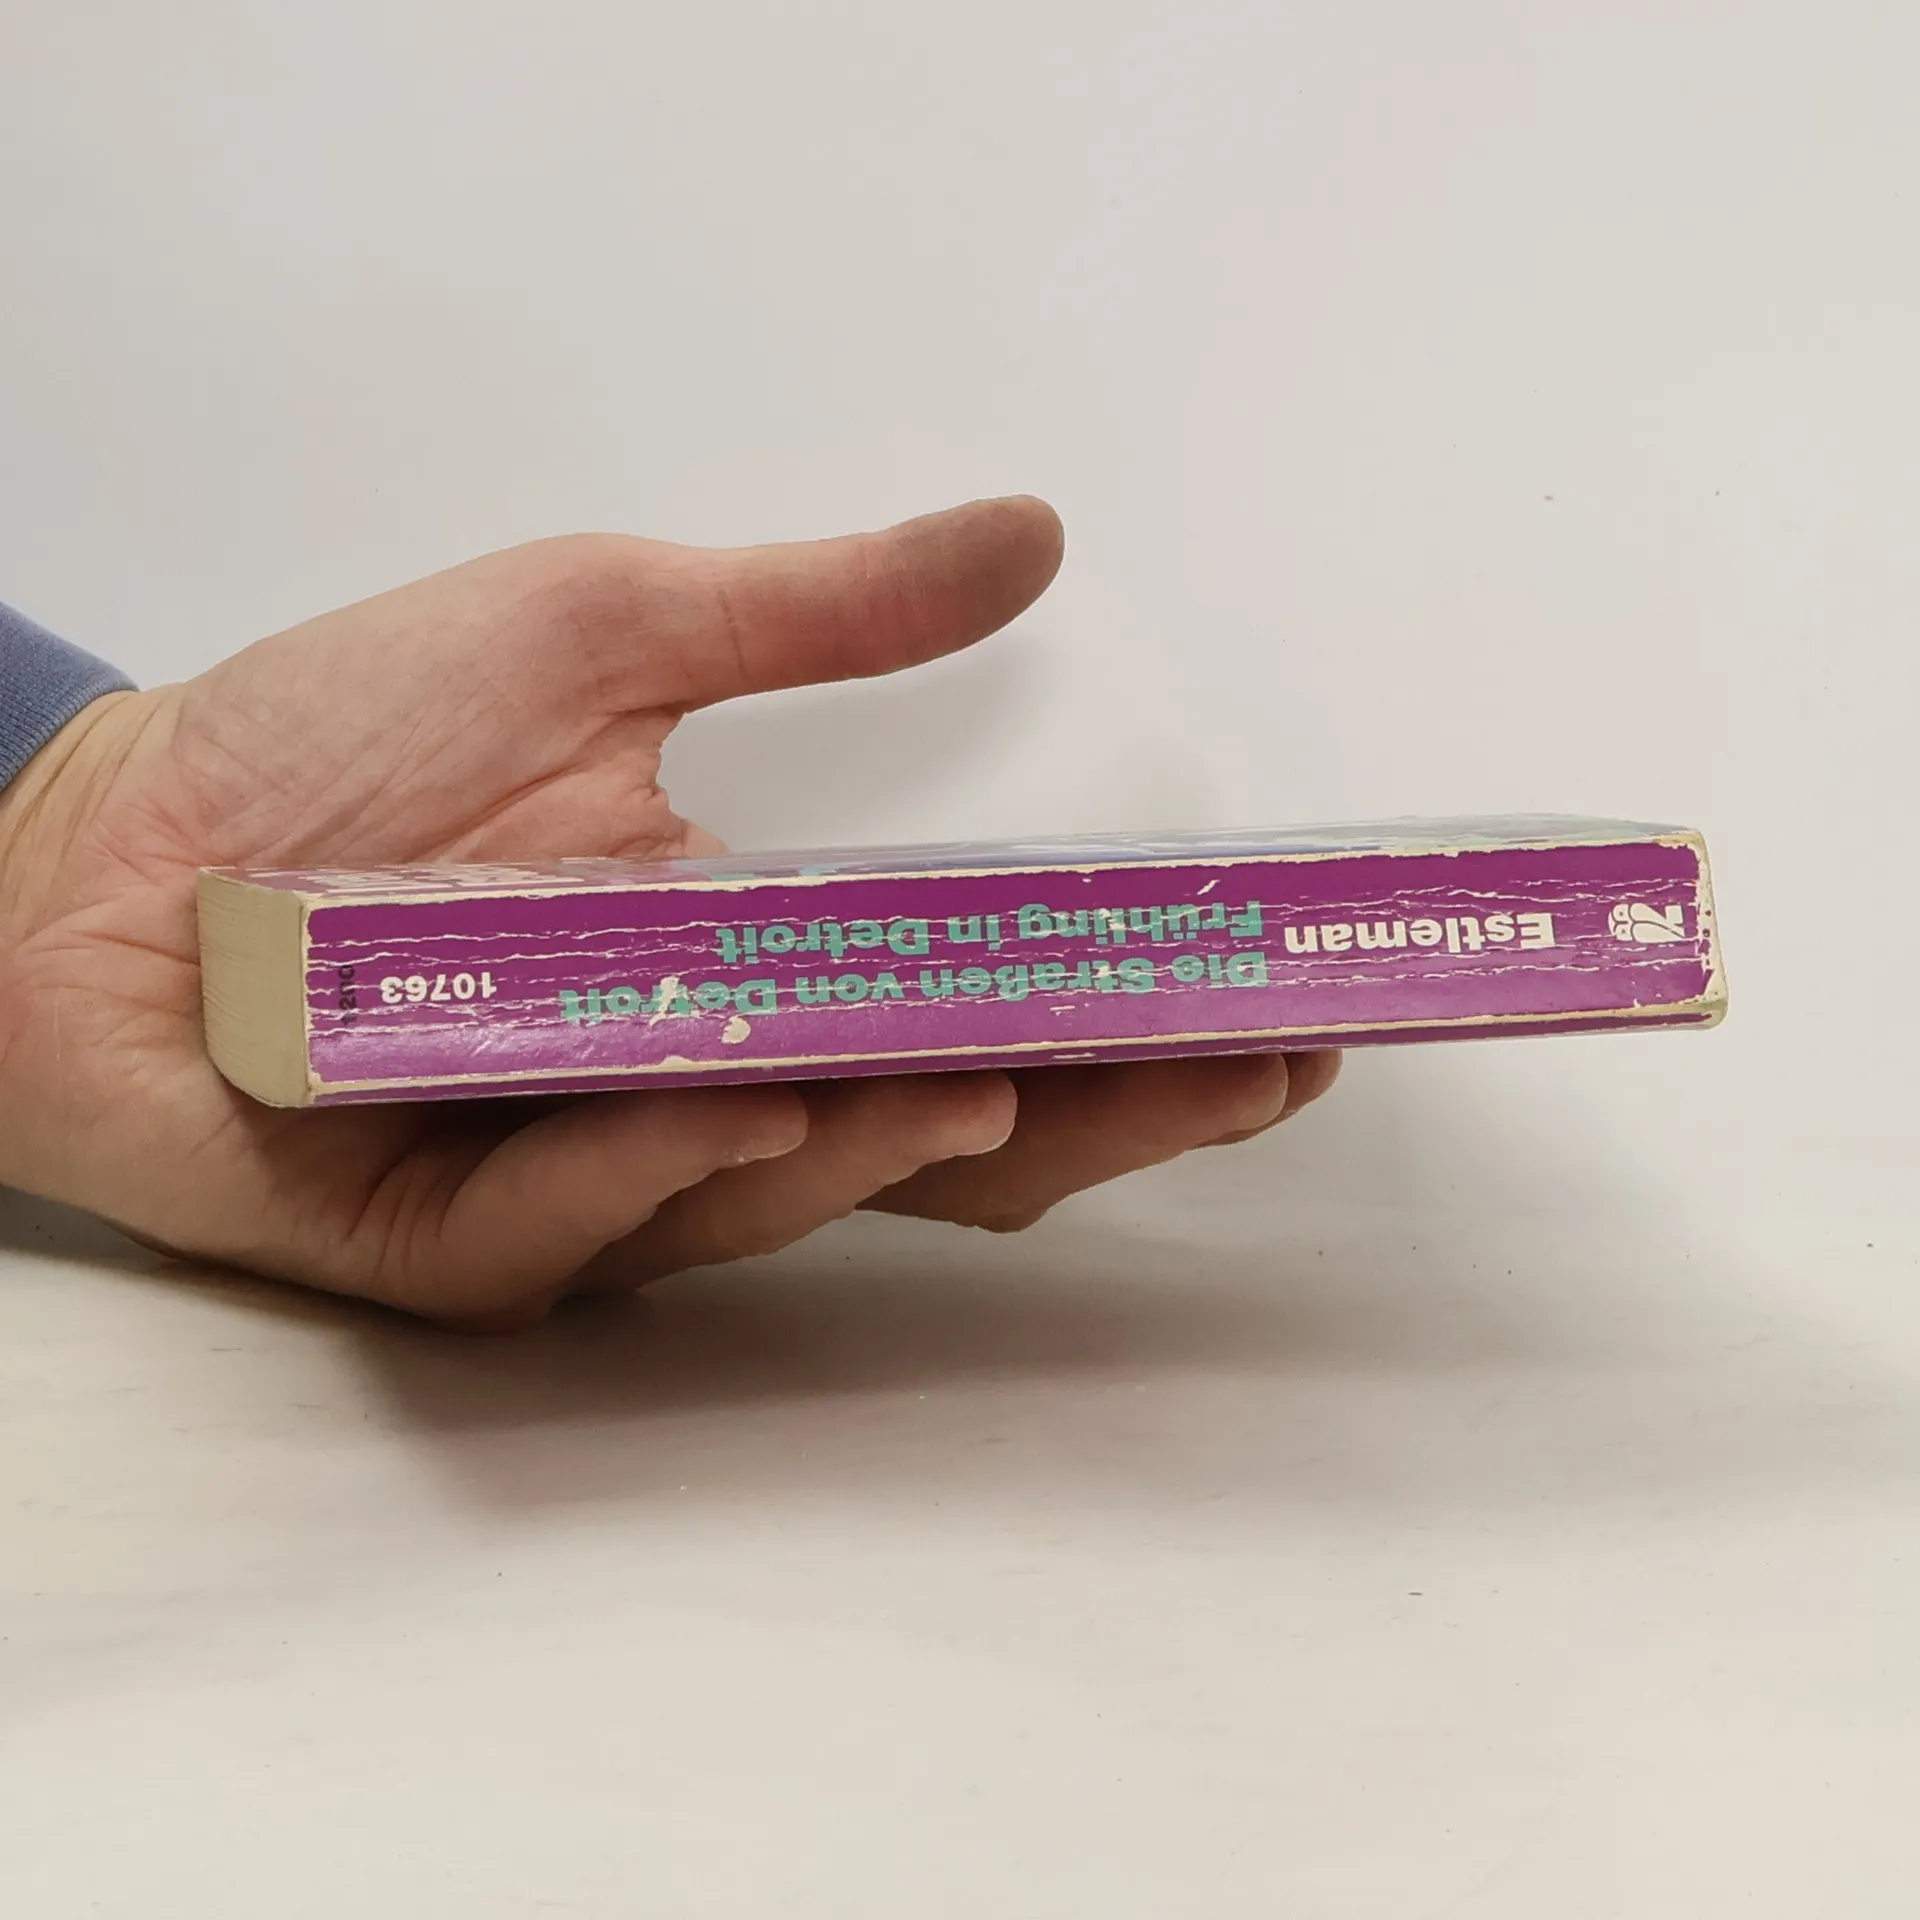 Estleman
Die Straßen von Detroit
Frühling in Detroit
10763